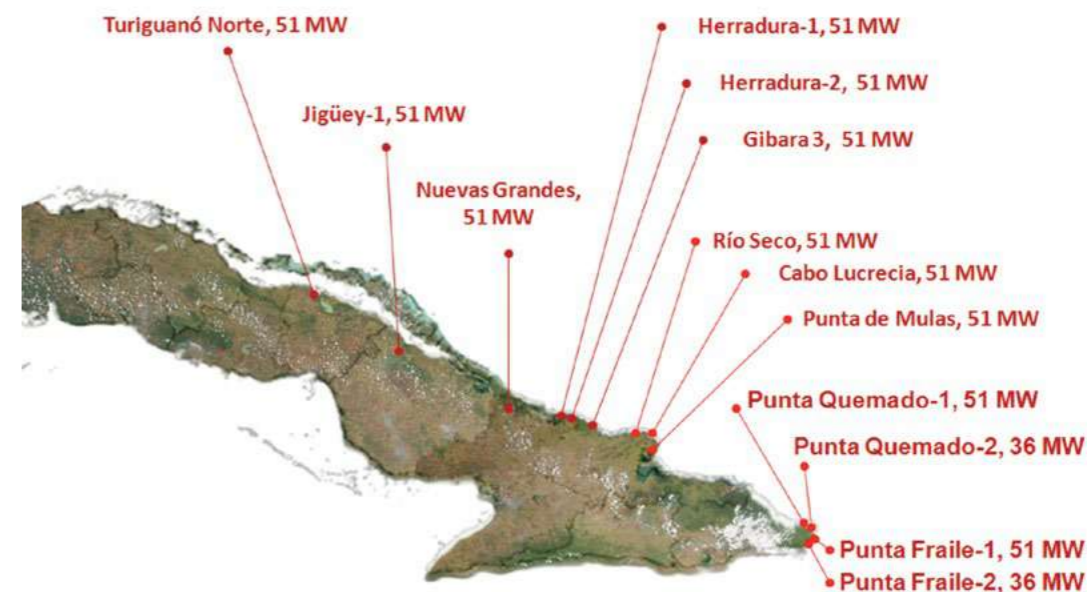 Turiguanó Norte, 51 MW
Herradura-1, 51 MW
Herradura-2, 51 MW
Jigüey-1, 51 MW
Gibara 3, 51 MW
Nuevas Grandes,
51 MW
Río Seco, 51 MW
Cabo Lucrecia, 51 MW
Punta de Mulas, 51 MW
Punta Quemado-1, 51 MW
Punta Quemado-2, 36 MW
Punta Fraile-1, 51 MW
Punta Fraile-2, 36 MW